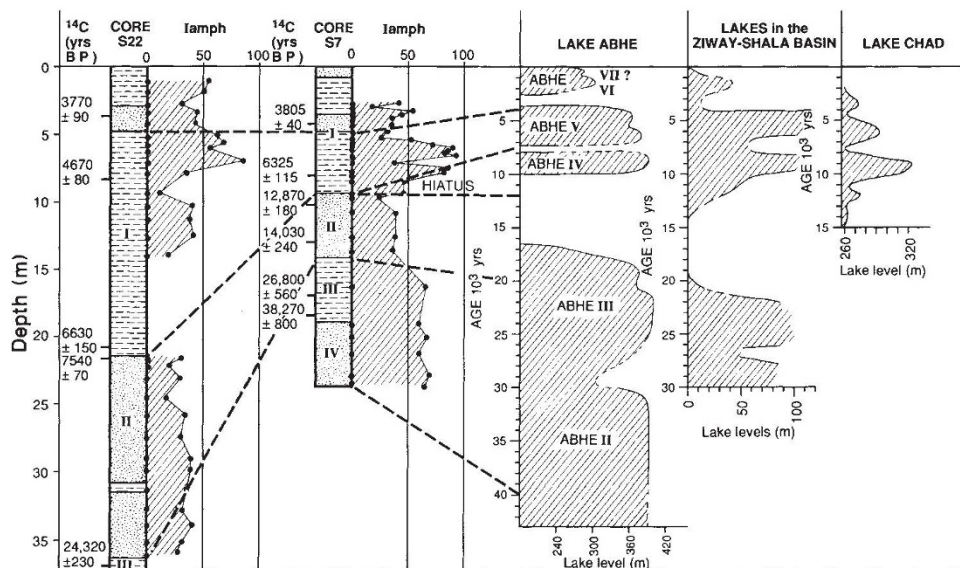 14C
(yrs
B P)
CORE
S22
Iamph
14C
(yrs
B P)
CORE
S7
Iamph
LAKE ABHE
LAKES in the
ZIWAY-SHALA BASIN
LAKE CHAD
0 50 100
0 50 100
Depth (m)
0
5
10
15
20
25
30
35
3770
± 90
4670
± 80
6630
± 150
7540
± 70
24,320
±230
I
II
III
3805
± 40
6325
± 115
12,870
± 180
14,030
± 240
26,800
± 560
38,270
± 800
I
II
III
IV
HIATUS
AGE 10³ yrs
ABHE VII ?
VI
ABHE V
ABHE IV
ABHE III
ABHE II
5
10
15
20
25
30
35
40
240 300 360 420
Lake level (m)
AGE 10³ yrs
0
5
10
15
20
25
30
0 50 100
Lake levels (m)
AGE 10³ yrs
0
5
10
15
260 320
Lake level (m)